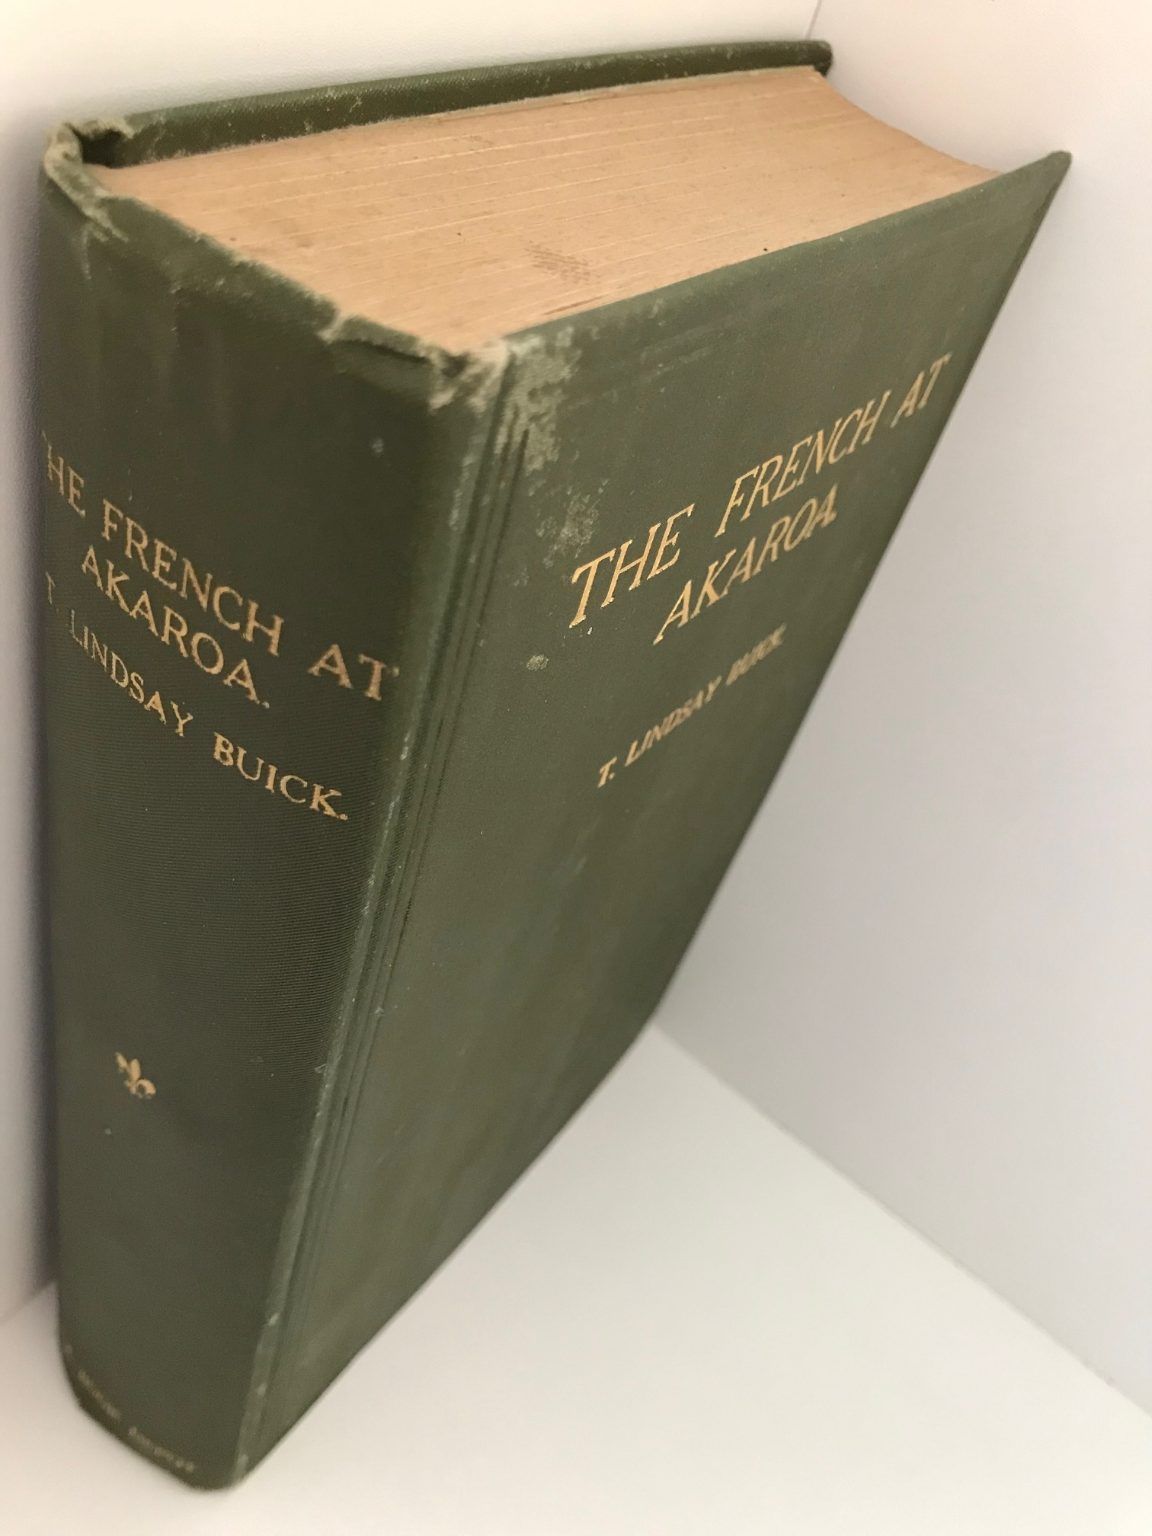 THE FRENCH AT
AKAROA.
T. LINDSAY BUICK.
THE FRENCH AT
AKAROA
T. LINDSAY BUICK